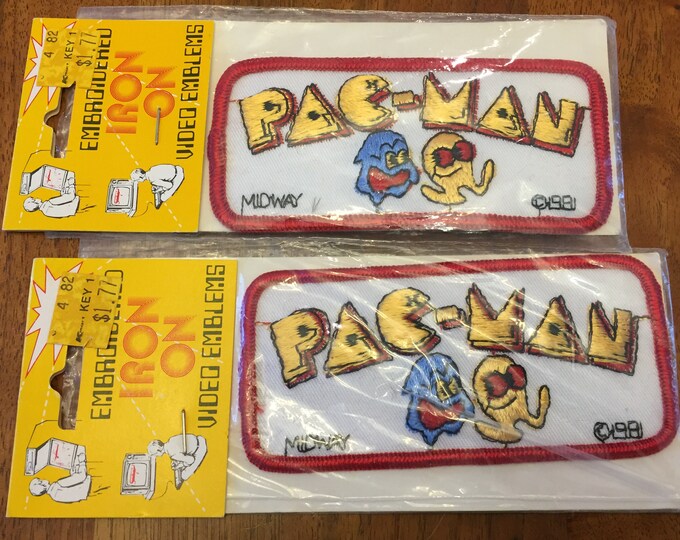 4 82
KEY 1
$1.77
EMBROIDERED
IRON
ON
VIDEO EMBLEMS
PAC-MAN
MIDWAY
©1981
4 82
KEY 1
$1.77
EMBROIDERED
IRON
ON
VIDEO EMBLEMS
PAC-MAN
MIDWAY
©1981